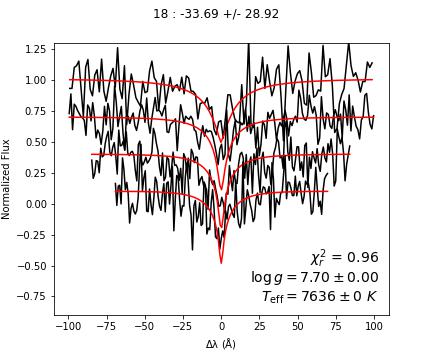 18 : -33.69 +/- 28.92
Normalized Flux
1.25
1.00
0.75
0.50
0.25
0.00
−0.25
−0.50
−0.75
χ²ᵣ = 0.96
log g = 7.70 ± 0.00
T_eff = 7636 ± 0 K
−100 −75 −50 −25 0 25 50 75 100
Δλ (Å)